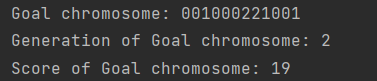 Goal chromosome: 001000221001
Generation of Goal chromosome: 2
Score of Goal chromosome: 19